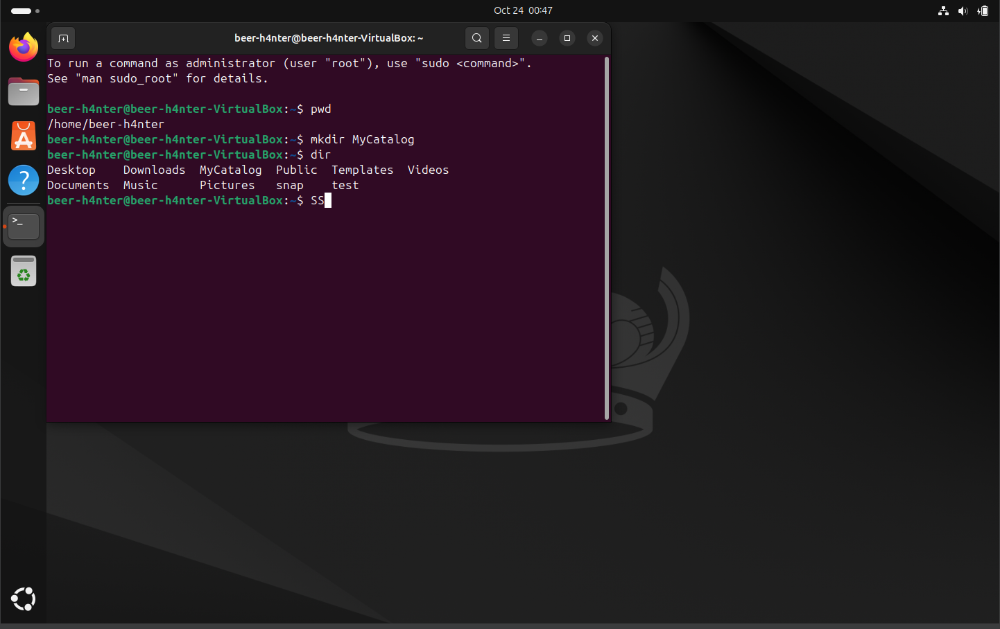 Oct 24 00:47
beer-h4nter@beer-h4nter-VirtualBox: ~
To run a command as administrator (user "root"), use "sudo <command>".
See "man sudo_root" for details.
beer-h4nter@beer-h4nter-VirtualBox:~$ pwd
/home/beer-h4nter
beer-h4nter@beer-h4nter-VirtualBox:~$ mkdir MyCatalog
beer-h4nter@beer-h4nter-VirtualBox:~$ dir
Desktop    Downloads  MyCatalog  Public  Templates  Videos
Documents  Music      Pictures   snap    test
beer-h4nter@beer-h4nter-VirtualBox:~$ SS